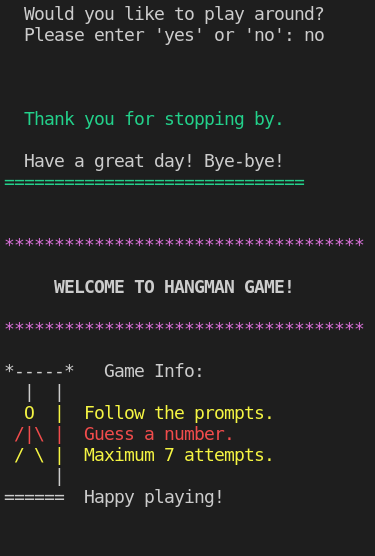 Would you like to play around?
Please enter 'yes' or 'no': no
Thank you for stopping by.
Have a great day! Bye-bye!
==============================
************************************
WELCOME TO HANGMAN GAME!
************************************
*-----*   Game Info:
  |  |
  O  |  Follow the prompts.
 /|\ |  Guess a number.
 / \ |  Maximum 7 attempts.
     |
======  Happy playing!